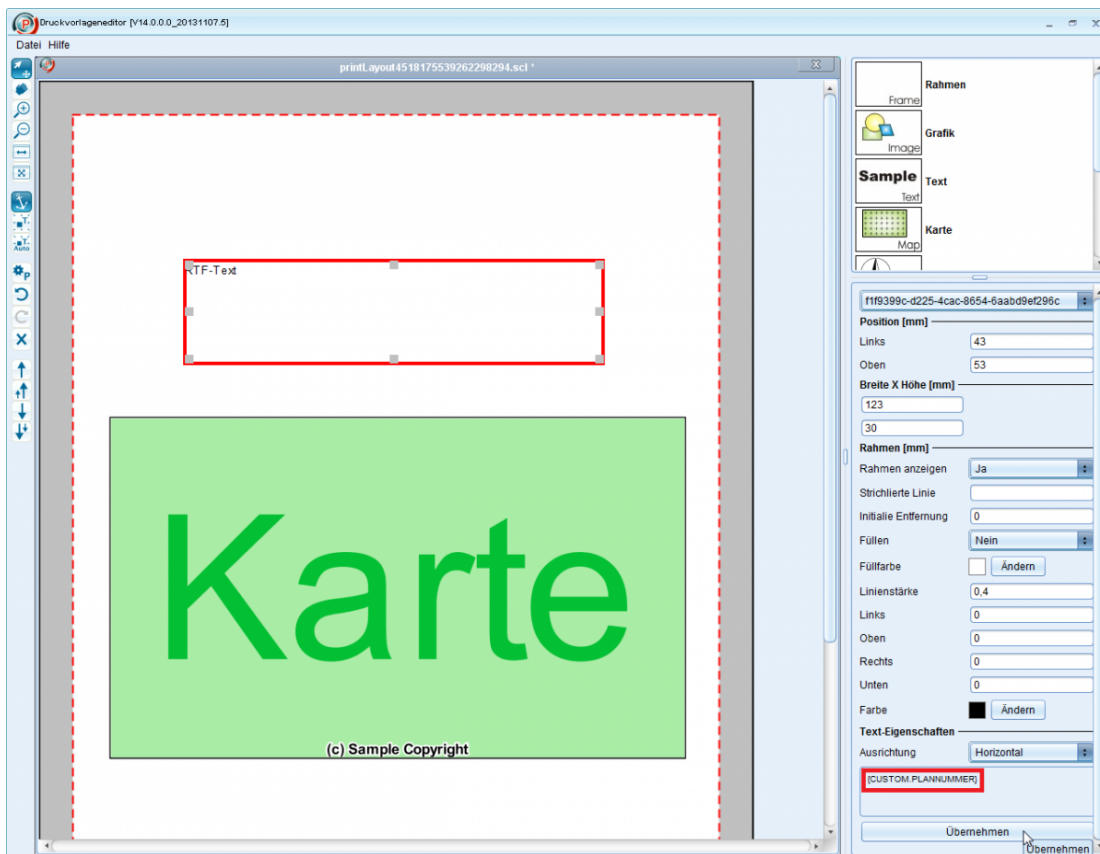 Druckvorlageneditor [V14.0.0.0_20131107.5]
Datei Hilfe
printLayout4518175539262298294.scl *
RTF-Text
Karte
(c) Sample Copyright
Frame
Rahmen
Image
Grafik
Sample
Text
Text
Map
Karte
f1f9399c-d225-4cac-8654-6aabd9ef296c
Position [mm]
Links 43
Oben 53
Breite X Höhe [mm]
123
30
Rahmen [mm]
Rahmen anzeigen Ja
Strichlierte Linie
Initialie Entfernung 0
Füllen Nein
Füllfarbe Ändern
Linienstärke 0,4
Links 0
Oben 0
Rechts 0
Unten 0
Farbe Ändern
Text-Eigenschaften
Ausrichtung Horizontal
[CUSTOM.PLANNUMMER]
Übernehmen
Übernehmen
T.
T.
Auto
P